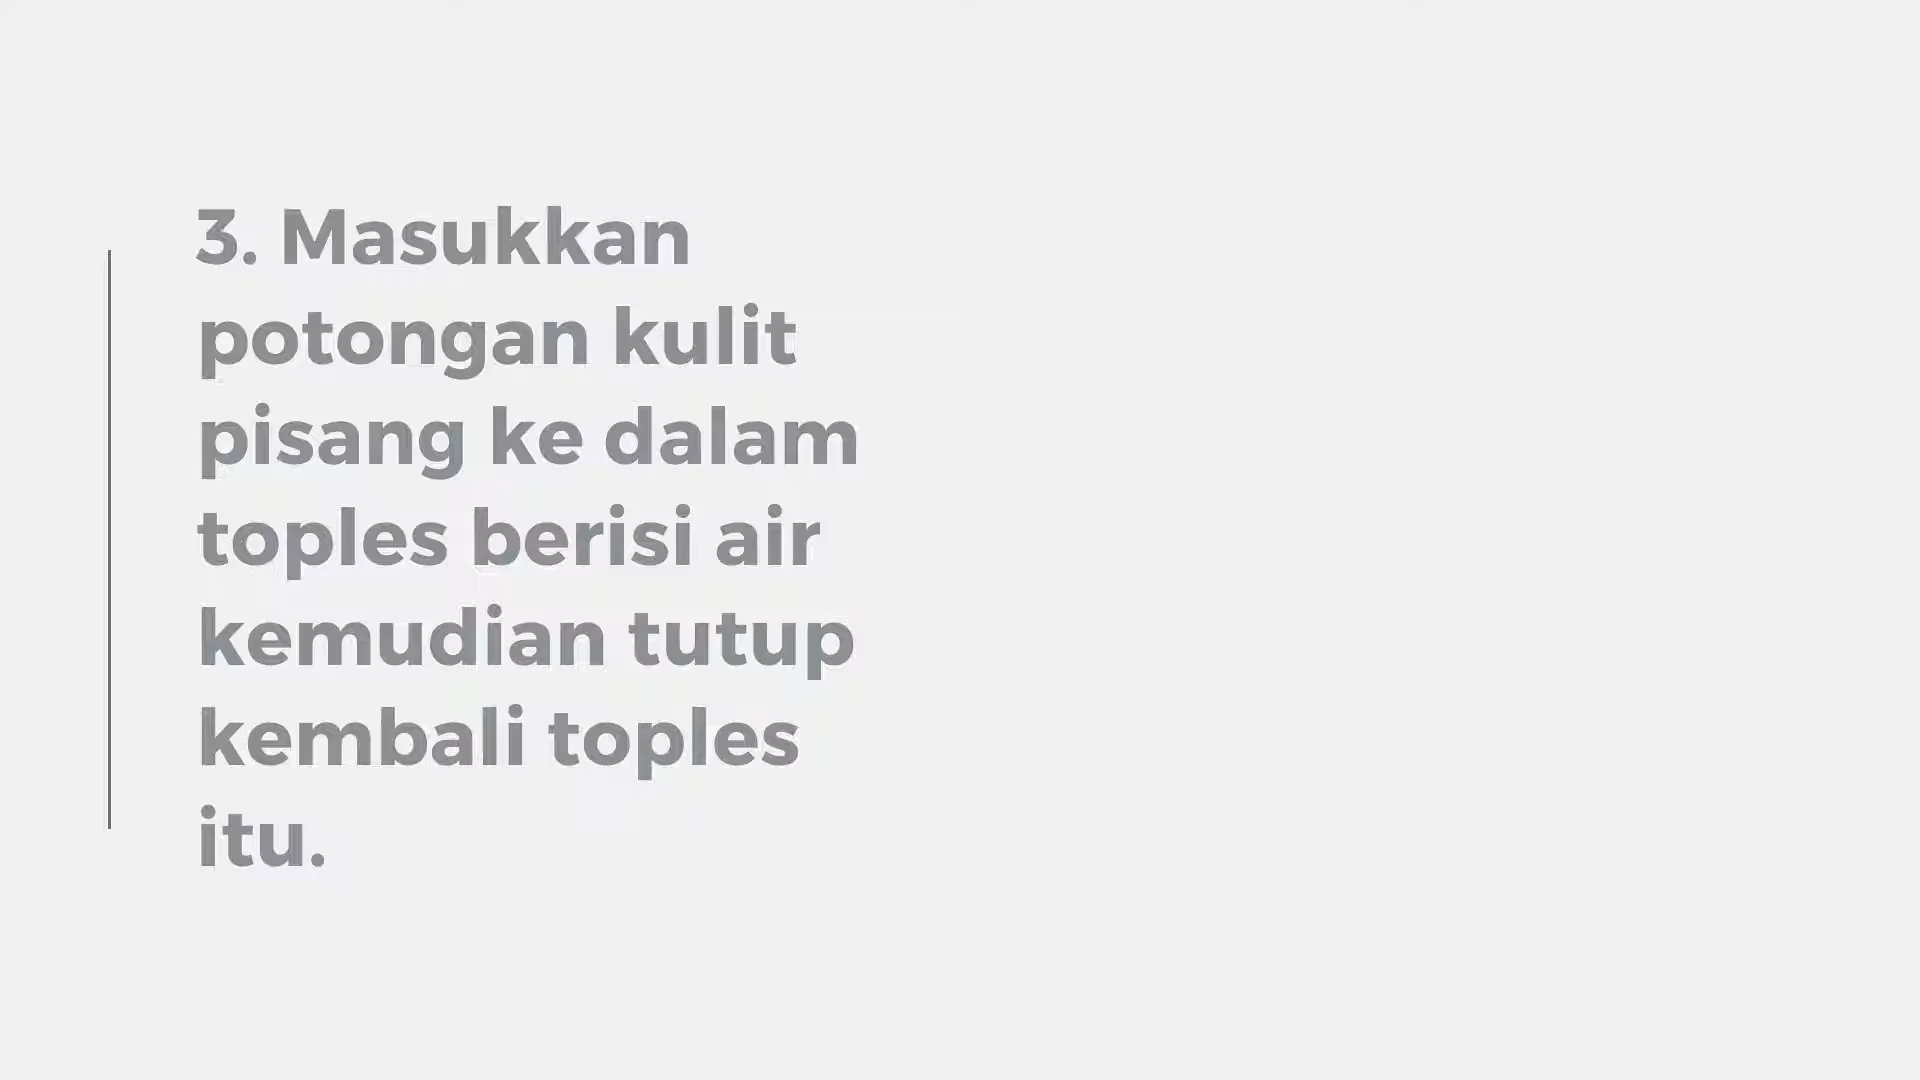 3. Masukkan
potongan kulit
pisang ke dalam
toples berisi air
kemudian tutup
kembali toples
itu.